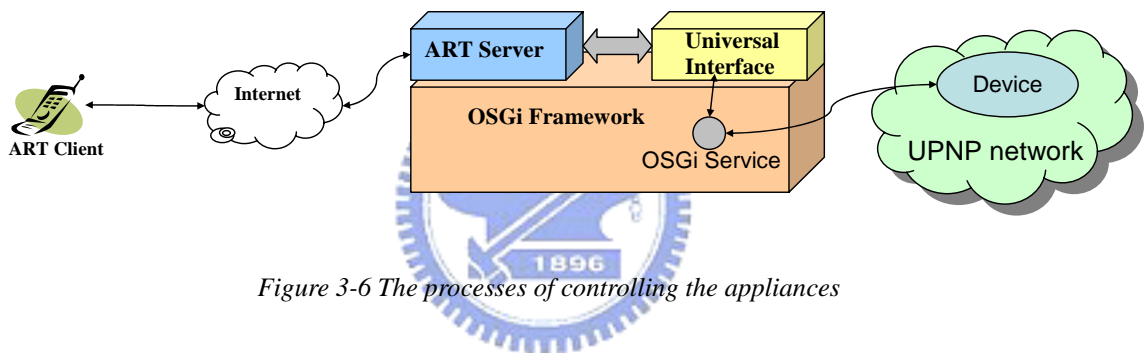 ART Server
Universal
Interface
Internet
Device
OSGi Framework
ART Client
OSGi Service
UPNP network
1896
Figure 3-6 The processes of controlling the appliances